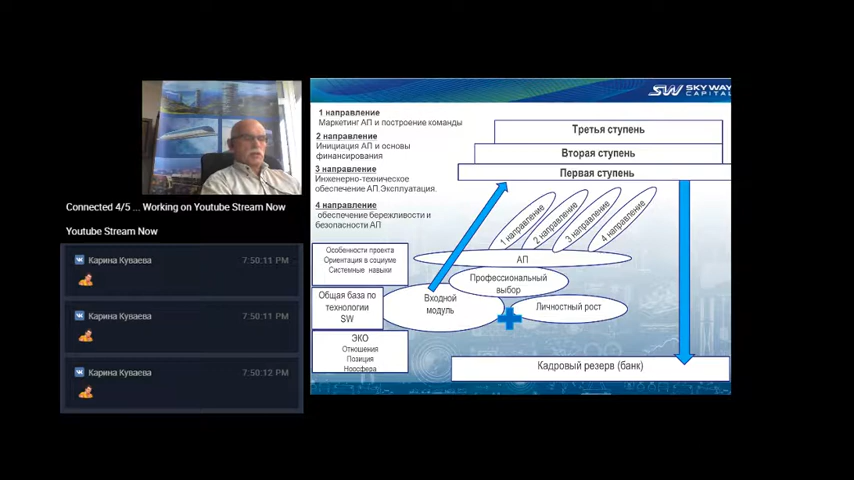 SW SKY WAY
CAPITAL
1 направление
Маркетинг АП и построение команды
2 направление
Инициация АП и основы
финансирования
3 направление
Инженерно-техническое
обеспечение АП.Эксплуатация.
4 направление
обеспечение бережливости и
безопасности АП
Особенности проекта
Ориентация в социуме
Системные навыки
Общая база по
технологии
SW
ЭКО
Отношения
Позиция
Ноосфера
Третья ступень
Вторая ступень
Первая ступень
1 направление
2 направление
3 направление
4 направление
АП
Профессиональный
выбор
Входной
модуль
Личностный рост
Кадровый резерв (банк)
Connected 4/5 ... Working on Youtube Stream Now
Youtube Stream Now
Карина Куваева 7:50:11 PM
Карина Куваева 7:50:11 PM
Карина Куваева 7:50:12 PM